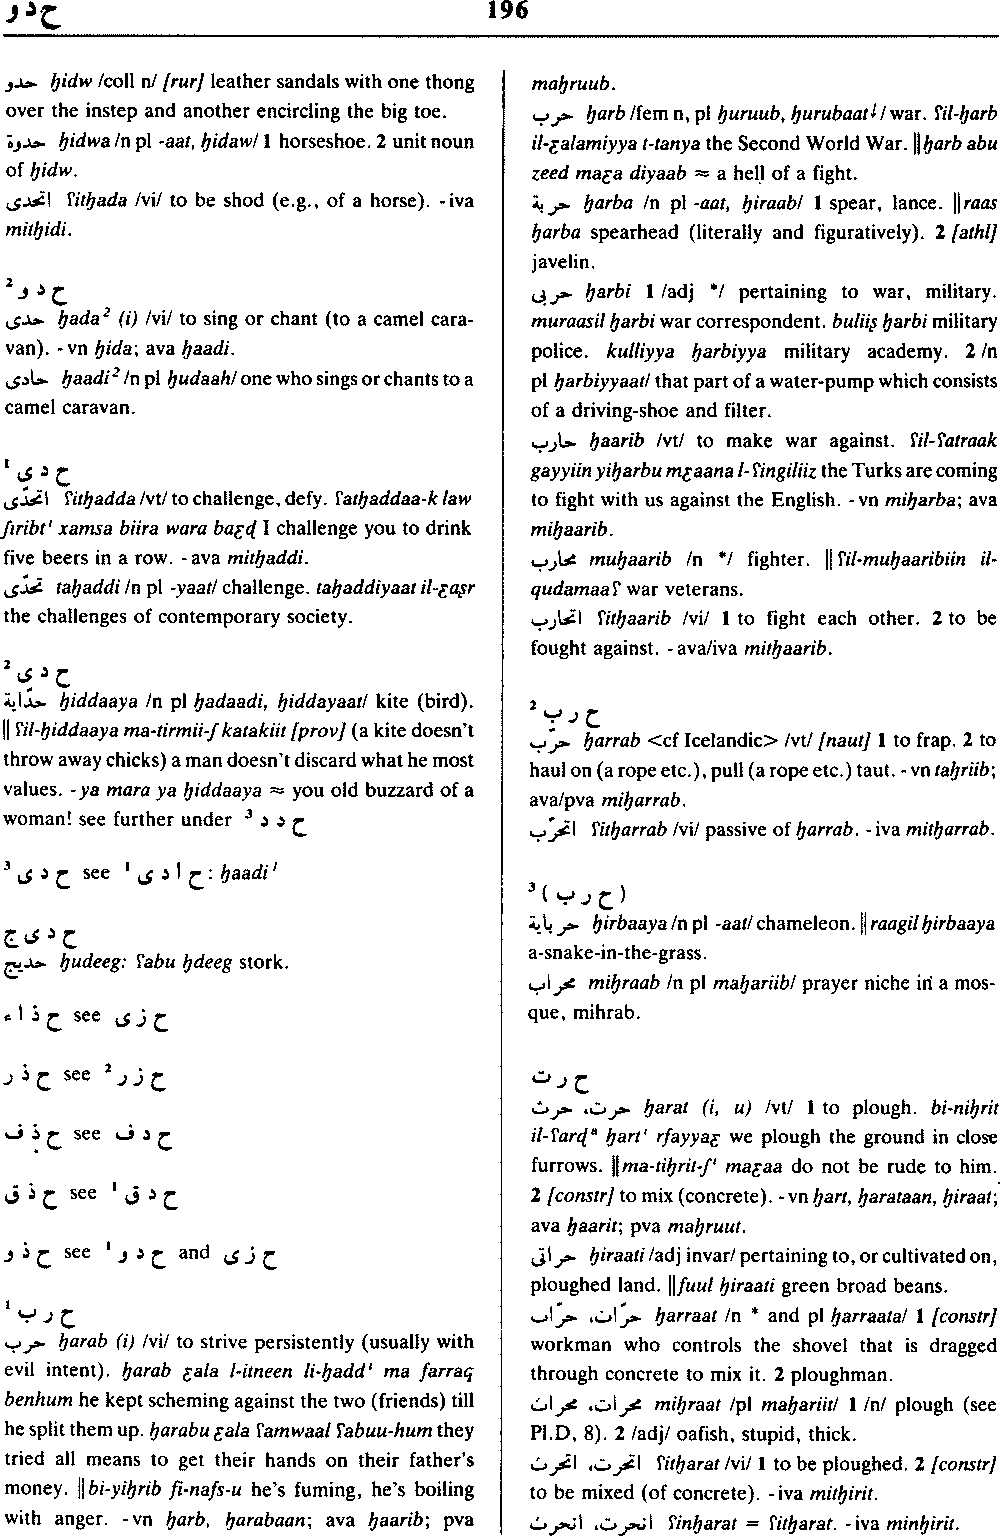 ح د و
196
حدو ḥidw /coll n/ [rur] leather sandals with one thong
over the instep and another encircling the big toe.
حدوة ḥidwa /n pl -aat, ḥidaw/ 1 horseshoe. 2 unit noun
of ḥidw.
اتحدى ʕitḥada /vi/ to be shod (e.g., of a horse). -iva
mitḥidi.
ح د و ²
حدى ḥada² (i) /vi/ to sing or chant (to a camel cara-
van). -vn ḥida; ava ḥaadi.
حادى ḥaadi² /n pl ḥudaah/ one who sings or chants to a
camel caravan.
ح د ى ¹
اتحدّى ʕitḥadda /vt/ to challenge, defy. ʕatḥaddaa-k law
ʃiribt' xamsa biira wara baƹḍ I challenge you to drink
five beers in a row. -ava mitḥaddi.
تحدّى taḥaddi /n pl -yaat/ challenge. taḥaddiyaat il-ƹaṣr
the challenges of contemporary society.
ح د ى ²
حدّاية ḥiddaaya /n pl ḥadaadi, ḥiddayaat/ kite (bird).
‖ ʕil-ḥiddaaya ma-tirmii-ʃ katakiit [prov] (a kite doesn't
throw away chicks) a man doesn't discard what he most
values. -ya mara ya ḥiddaaya ≈ you old buzzard of a
woman! see further under ح د د ³
ح د ى ³ see ح ا د ى ¹: ḥaadi¹
ح د ى ج
حديج ḥudeeg: ʕabu ḥdeeg stork.
ح ذ ا ء see ح ز ى
ح ذ ر see ح ز ر ²
ح ذ ف see ح د ف
ح ذ ق see ح د ق ¹
ح ذ و see ح د و ¹ and ح ز ى
ح ر ب ¹
حرب ḥarab (i) /vi/ to strive persistently (usually with
evil intent). ḥarab ƹala l-itneen li-ḥadd' ma farraq
benhum he kept scheming against the two (friends) till
he split them up. ḥarabu ƹala ʕamwaal ʕabuu-hum they
tried all means to get their hands on their father's
money. ‖ bi-yiḥrib fi-nafs-u he's fuming, he's boiling
with anger. -vn ḥarb, ḥarabaan; ava ḥaarib; pva
maḥruub.
حرب ḥarb /fem n, pl ḥuruub, ḥurubaat↓/ war. ʕil-ḥarb
il-ƹalamiyya t-tanya the Second World War. ‖ ḥarb abu
zeed maƹa diyaab ≈ a hell of a fight.
حربة ḥarba /n pl -aat, ḥiraab/ 1 spear, lance. ‖ raas
ḥarba spearhead (literally and figuratively). 2 [athl]
javelin.
حربى ḥarbi 1 /adj */ pertaining to war, military.
muraasil ḥarbi war correspondent. buliiṣ ḥarbi military
police. kulliyya ḥarbiyya military academy. 2 /n
pl ḥarbiyyaat/ that part of a water-pump which consists
of a driving-shoe and filter.
حارب ḥaarib /vt/ to make war against. ʕil-ʕatraak
gayyiin yiḥarbu mƹaana l-ʕingiliiz the Turks are coming
to fight with us against the English. -vn miḥarba; ava
miḥaarib.
محارب muḥaarib /n */ fighter. ‖ ʕil-muḥaaribiin il-
qudamaaʕ war veterans.
اتحارب ʕitḥaarib /vi/ 1 to fight each other. 2 to be
fought against. -ava/iva mitḥaarib.
ح ر ب ²
حرّب ḥarrab <cf Icelandic> /vt/ [naut] 1 to frap. 2 to
haul on (a rope etc.), pull (a rope etc.) taut. -vn taḥriib;
ava/pva miḥarrab.
اتحرّب ʕitḥarrab /vi/ passive of ḥarrab. -iva mitḥarrab.
(ح ر ب) ³
حرباية ḥirbaaya /n pl -aat/ chameleon. ‖ raagil ḥirbaaya
a-snake-in-the-grass.
محراب miḥraab /n pl maḥariib/ prayer niche in a mos-
que, mihrab.
ح ر ت
حرت، حرث ḥarat (i, u) /vt/ 1 to plough. bi-niḥrit
il-ʕarḍᵃ ḥart' rfayyaƹ we plough the ground in close
furrows. ‖ ma-tiḥrit-ʃ' maƹaa do not be rude to him.
2 [constr] to mix (concrete). -vn ḥart, ḥarataan, ḥiraat;
ava ḥaarit; pva maḥruut.
حراتى ḥiraati /adj invar/ pertaining to, or cultivated on,
ploughed land. ‖ fuul ḥiraati green broad beans.
حرّات، حرّاب ḥarraat /n * and pl ḥarraata/ 1 [constr]
workman who controls the shovel that is dragged
through concrete to mix it. 2 ploughman.
محرات، محراث miḥraat /pl maḥariit/ 1 /n/ plough (see
Pl.D, 8). 2 /adj/ oafish, stupid, thick.
اتحرت، اتحرث ʕitḥarat /vi/ 1 to be ploughed. 2 [constr]
to be mixed (of concrete). -iva mitḥirit.
انحرت، انحرث ʕinḥarat = ʕitḥarat. -iva minḥirit.